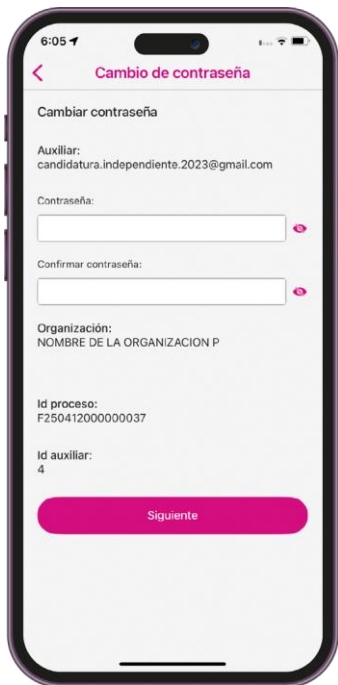 6:05
Cambio de contraseña
Cambiar contraseña
Auxiliar:
candidatura.independiente.2023@gmail.com
Contraseña:
Confirmar contraseña:
Organización:
NOMBRE DE LA ORGANIZACION P
Id proceso:
F250412000000037
Id auxiliar:
4
Siguiente